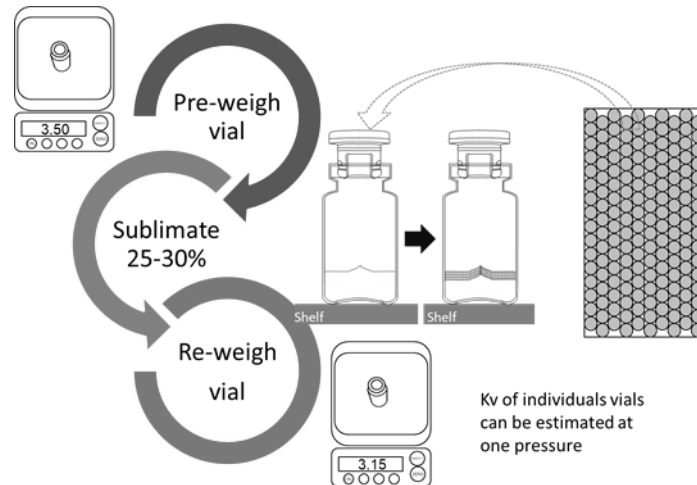 3.50
Pre-weigh
vial
Sublimate
25-30%
Re-weigh
vial
Shelf
Shelf
3.15
Kv of individuals vials
can be estimated at
one pressure